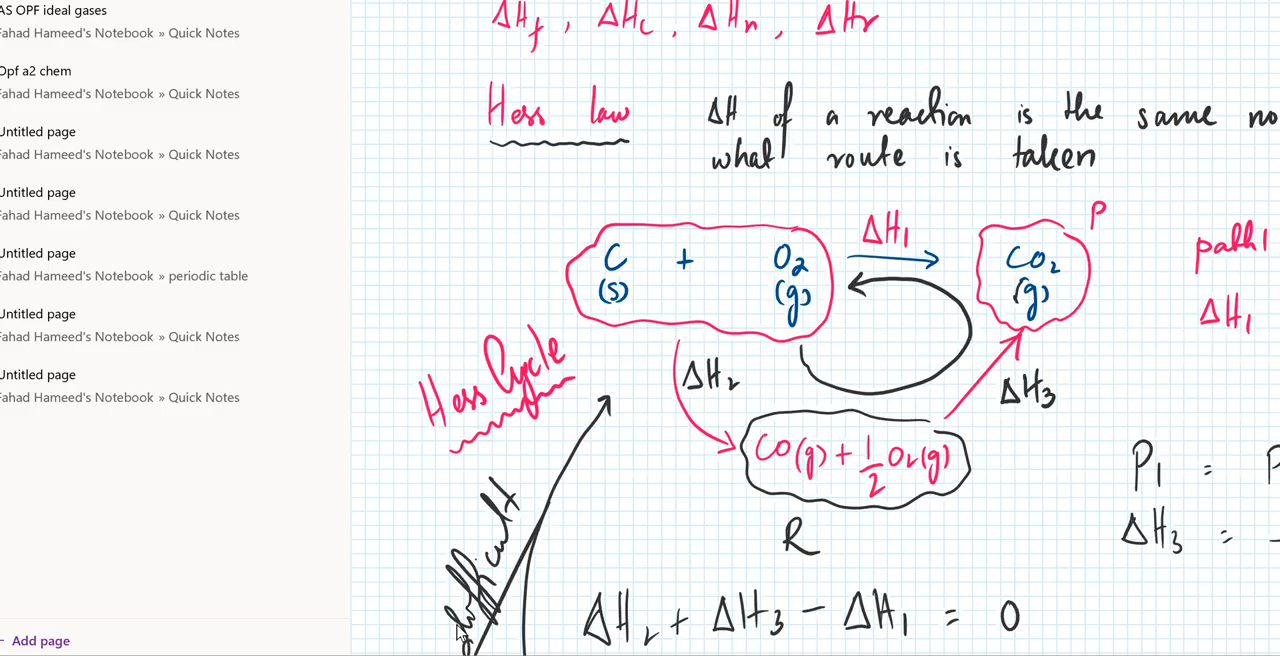 AS OPF ideal gases
Fahad Hameed's Notebook » Quick Notes
Opf a2 chem
Fahad Hameed's Notebook » Quick Notes
Untitled page
Fahad Hameed's Notebook » Quick Notes
Untitled page
Fahad Hameed's Notebook » Quick Notes
Untitled page
Fahad Hameed's Notebook » periodic table
Untitled page
Fahad Hameed's Notebook » Quick Notes
Untitled page
Fahad Hameed's Notebook » Quick Notes
Add page
ΔHf, ΔHc, ΔHn, ΔHr
Hess law
ΔH of a reaction is the same no
what route is taken
C + O₂ ΔH₁ CO₂ P
(s) (g) (g)
path 1
ΔH₁
Hess Cycle
ΔH₂
ΔH₃
CO(g) + 1/2 O₂(g)
R
P₁ =
ΔH₃ = -
ΔH₂ + ΔH₃ - ΔH₁ = 0